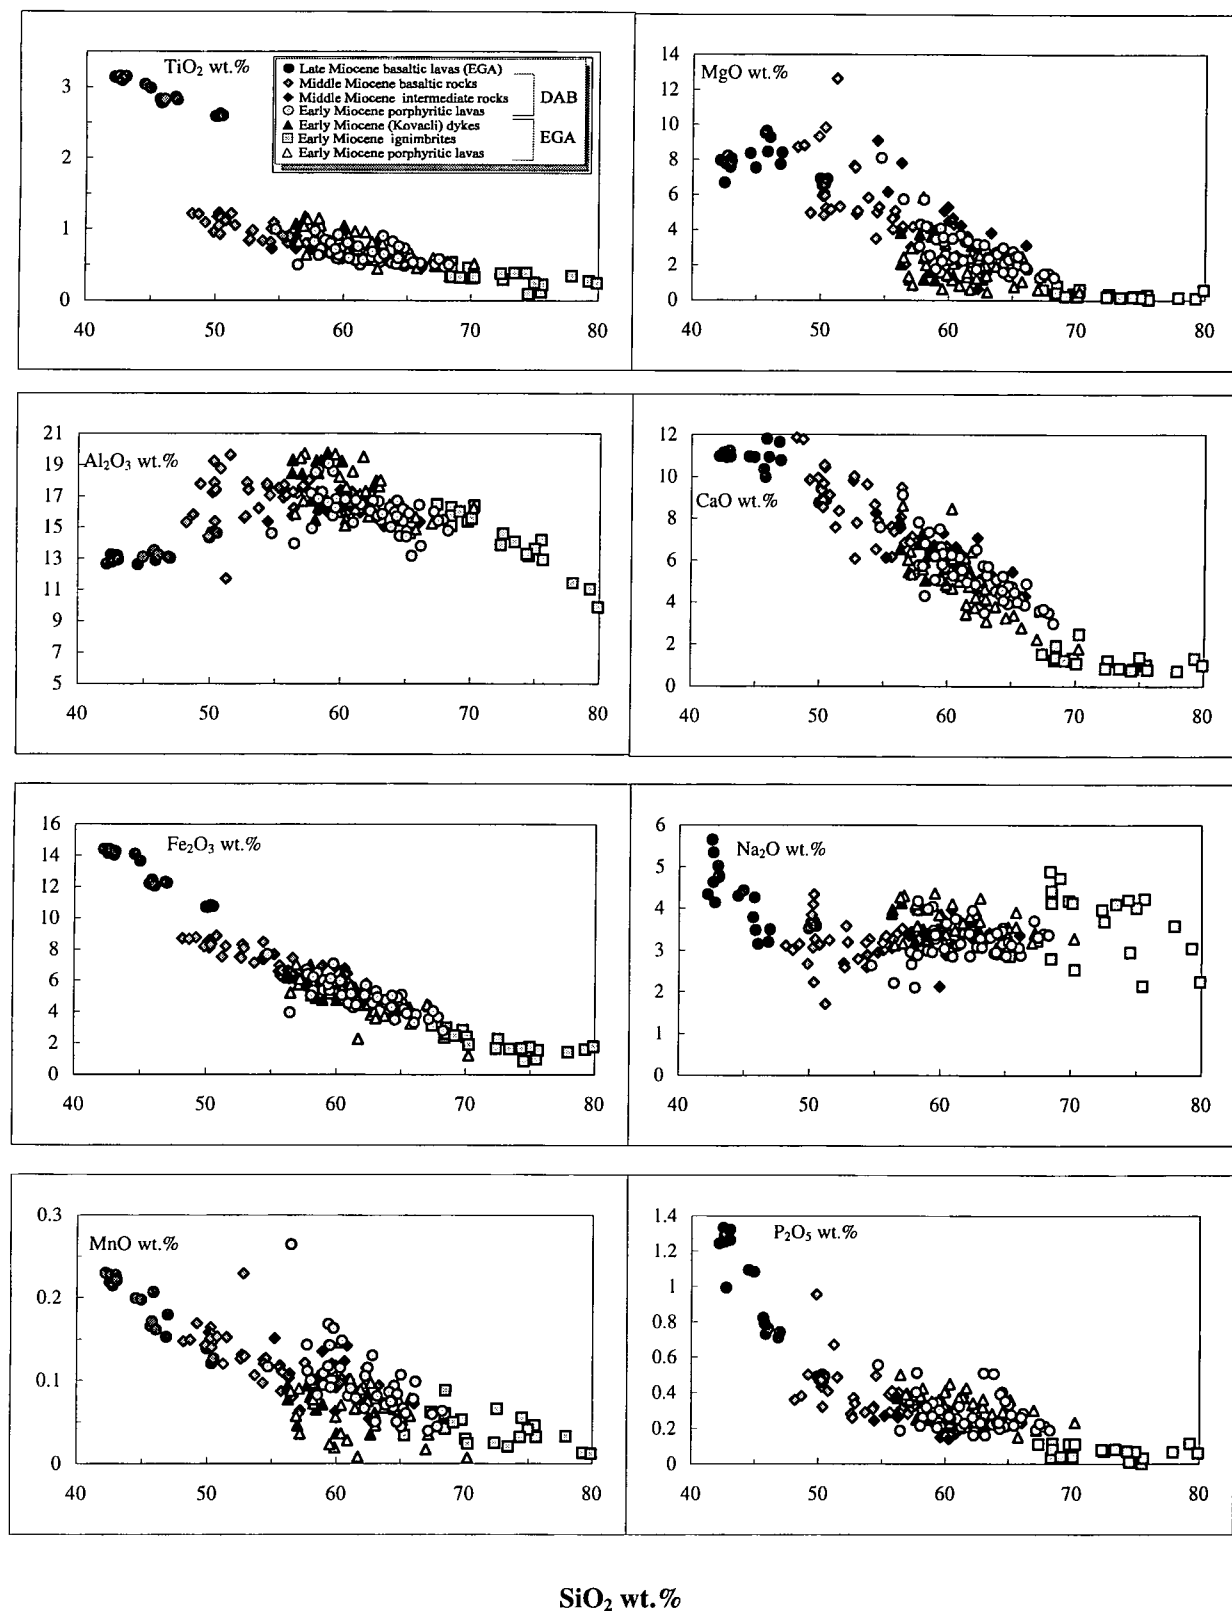 TiO2 wt.%
Late Miocene basaltic lavas (EGA)
Middle Miocene basaltic rocks
Middle Miocene intermediate rocks
Early Miocene porphyritic lavas
DAB
Early Miocene (Kovacli) dykes
Early Miocene ignimbrites
Early Miocene porphyritic lavas
EGA
3
2
1
0
40 50 60 70 80
MgO wt.%
14
12
10
8
6
4
2
0
40 50 60 70 80
Al2O3 wt.%
21
19
17
15
13
11
9
7
5
40 50 60 70 80
CaO wt.%
12
10
8
6
4
2
0
40 50 60 70 80
Fe2O3 wt.%
16
14
12
10
8
6
4
2
0
40 50 60 70 80
Na2O wt.%
6
5
4
3
2
1
0
40 50 60 70 80
MnO wt.%
0.3
0.2
0.1
0
40 50 60 70 80
P2O5 wt.%
1.4
1.2
1
0.8
0.6
0.4
0.2
0
40 50 60 70 80
SiO2 wt.%